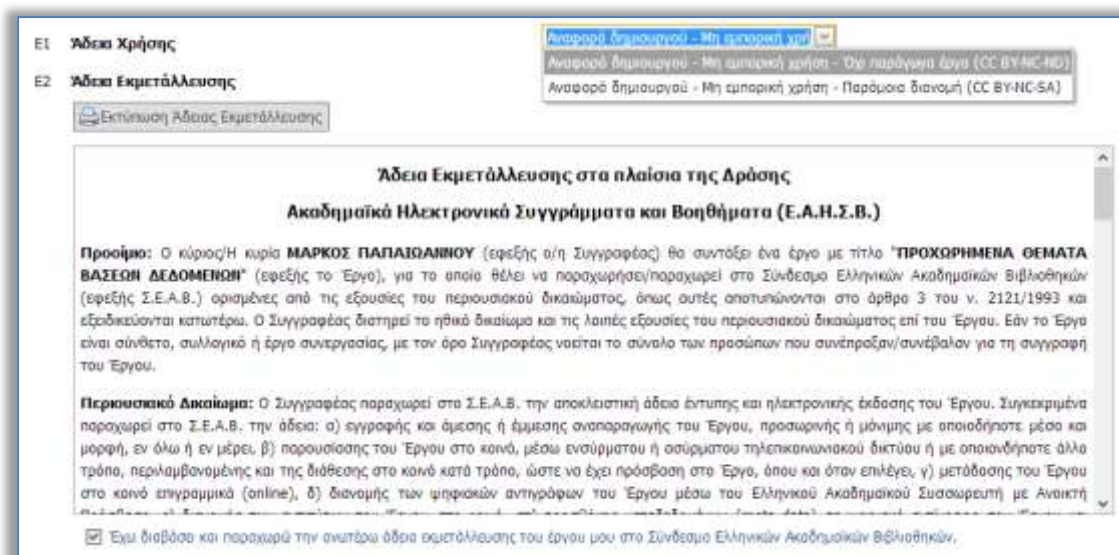 E1 Άδεια Χρήσης
Αναφορά δημιουργού - Μη εμπορική χρή
Αναφορά δημιουργού - Μη εμπορική χρήση - Όχι παράγωγα έργα (CC BY-NC-ND)
Αναφορά δημιουργού - Μη εμπορική χρήση - Παρόμοια διανομή (CC BY-NC-SA)
E2 Άδεια Εκμετάλλευσης
Εκτύπωση Άδειας Εκμετάλλευσης
Άδεια Εκμετάλλευσης στα πλαίσια της Δράσης
Ακαδημαϊκά Ηλεκτρονικά Συγγράμματα και Βοηθήματα (Ε.Α.Η.Σ.Β.)
Προοίμιο: Ο κύριος/Η κυρία ΜΑΡΚΟΣ ΠΑΠΑΙΩΑΝΝΟΥ (εφεξής ο/η Συγγραφέας) θα συντάξει ένα έργο με τίτλο "ΠΡΟΧΩΡΗΜΕΝΑ ΘΕΜΑΤΑ
ΒΑΣΕΩΝ ΔΕΔΟΜΕΝΩΝ" (εφεξής το Έργο), για το οποίο θέλει να παραχωρήσει/παραχωρεί στο Σύνδεσμο Ελληνικών Ακαδημαϊκών Βιβλιοθηκών
(εφεξής Σ.Ε.Α.Β.) ορισμένες από τις εξουσίες του περιουσιακού δικαιώματος, όπως αυτές αποτυπώνονται στο άρθρο 3 του ν. 2121/1993 και
εξειδικεύονται κατωτέρω. Ο Συγγραφέας διατηρεί το ηθικό δικαίωμα και τις λοιπές εξουσίες του περιουσιακού δικαιώματος επί του Έργου. Εάν το Έργο
είναι σύνθετο, συλλογικό ή έργο συνεργασίας, με τον όρο Συγγραφέας νοείται το σύνολο των προσώπων που συνέπραξαν/συνέβαλαν για τη συγγραφή
του Έργου.
Περιουσιακό Δικαίωμα: Ο Συγγραφέας παραχωρεί στο Σ.Ε.Α.Β. την αποκλειστική άδεια έντυπης και ηλεκτρονικής έκδοσης του Έργου. Συγκεκριμένα
παραχωρεί στο Σ.Ε.Α.Β. την άδεια: α) εγγραφής και άμεσης ή έμμεσης αναπαραγωγής του Έργου, προσωρινής ή μόνιμης με οποιοδήποτε μέσο και
μορφή, εν όλω ή εν μέρει, β) παρουσίασης του Έργου στο κοινό, μέσω ενσύρματου ή ασύρματου τηλεπικοινωνιακού δικτύου ή με οποιονδήποτε άλλο
τρόπο, περιλαμβανομένης και της διάθεσης στο κοινό κατά τρόπο, ώστε να έχει πρόσβαση στο Έργο, όπου και όταν επιλέγει, γ) μετάδοσης του Έργου
στο κοινό επιγραμμικά (online), δ) διανομής των ψηφιακών αντιγράφων του Έργου μέσω του Ελληνικού Ακαδημαϊκού Συσσωρευτή με Ανοικτή
Έχω διαβάσει και παραχωρώ την ανωτέρω άδεια εκμετάλλευσης του έργου μου στο Σύνδεσμο Ελληνικών Ακαδημαϊκών Βιβλιοθηκών.